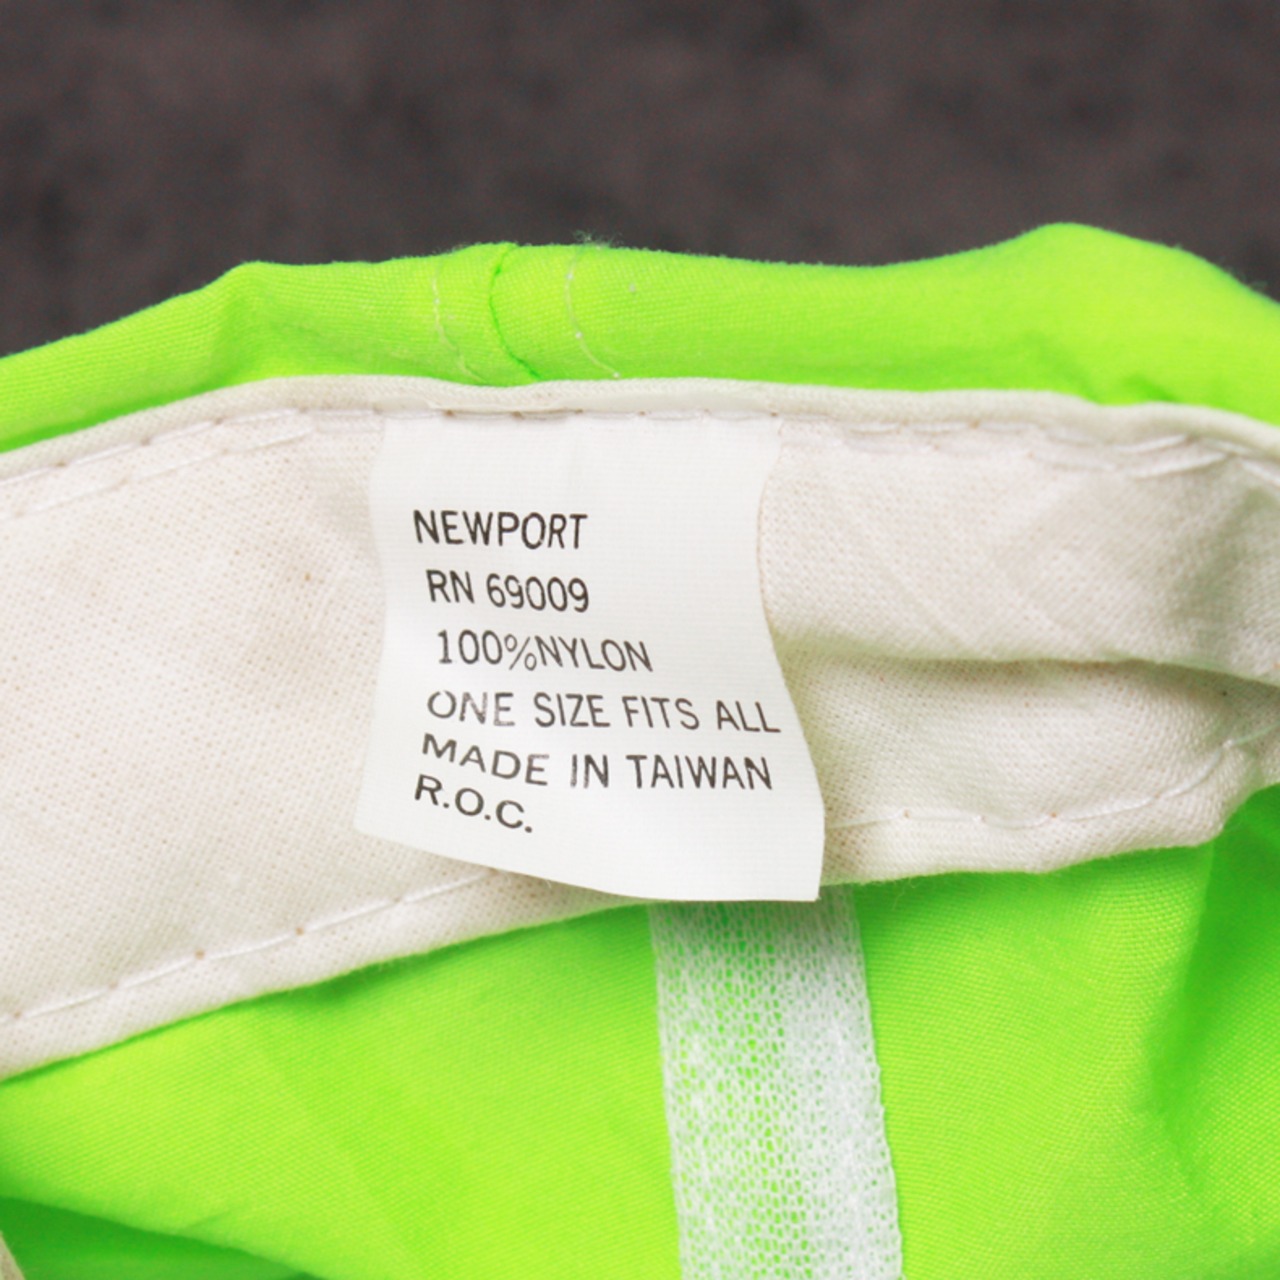 NEWPORT
RN 69009
100%NYLON
ONE SIZE FITS ALL
MADE IN TAIWAN
R.O.C.